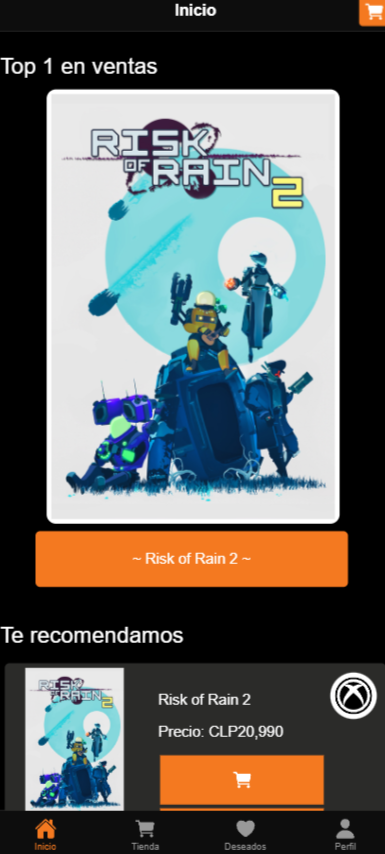 Inicio
Top 1 en ventas
RISK
OF RAIN
2
~ Risk of Rain 2 ~
Te recomendamos
RISK
OF RAIN
2
Risk of Rain 2
Precio: CLP20,990
Inicio
Tienda
Deseados
Perfil